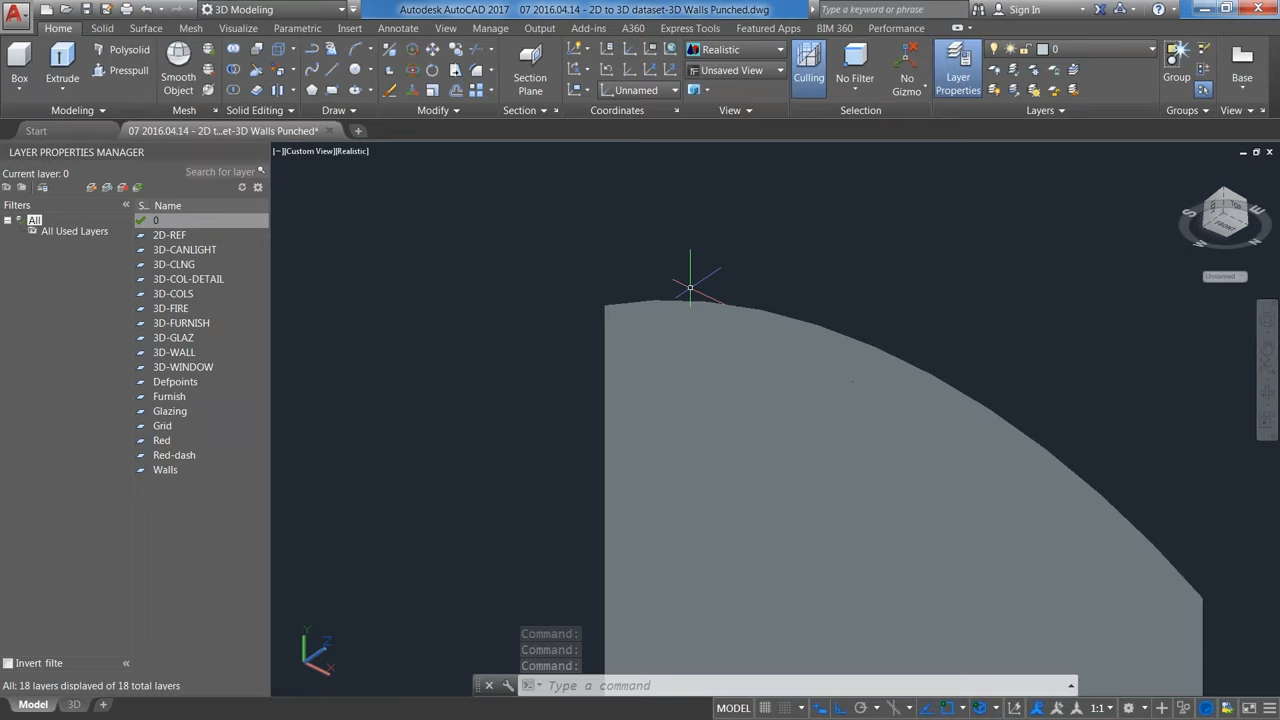 3D Modeling
Autodesk AutoCAD 2017 07 2016.04.14 - 2D to 3D dataset-3D Walls Punched.dwg
Type a keyword or phrase
Sign In
Home Solid Surface Mesh Visualize Parametric Insert Annotate View Manage Output Add-ins A360 Express Tools Featured Apps BIM 360 Performance
Box
Extrude
Polysolid
Presspull
Smooth
Object
Section
Plane
Unnamed
Realistic
Unsaved View
Culling
No Filter
No
Gizmo
Layer
Properties
0
Group
Base
Modeling
Mesh
Solid Editing
Draw
Modify
Section
Coordinates
View
Selection
Layers
Groups
View
Start
07 2016.04.14 - 2D t...et-3D Walls Punched*
LAYER PROPERTIES MANAGER
Current layer: 0
Search for layer
Filters
S.. Name
All
All Used Layers
0
2D-REF
3D-CANLIGHT
3D-CLNG
3D-COL-DETAIL
3D-COLS
3D-FIRE
3D-FURNISH
3D-GLAZ
3D-WALL
3D-WINDOW
Defpoints
Furnish
Glazing
Grid
Red
Red-dash
Walls
Invert filte
All: 18 layers displayed of 18 total layers
[−][Custom View][Realistic]
TOP
FRONT
S
E
W
N
Unnamed
Y
Z
X
Command:
Command:
Command:
Type a command
Model 3D
MODEL
1:1